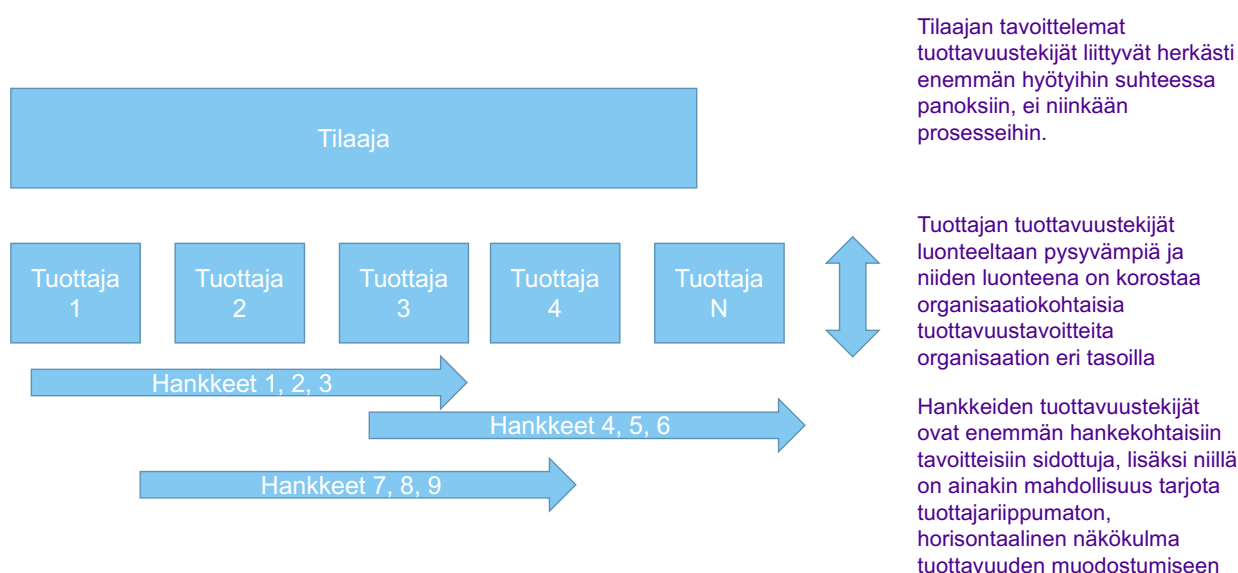 Tilaajan tavoittelemat
tuottavuustekijät liittyvät herkästi
enemmän hyötyihin suhteessa
panoksiin, ei niinkään
prosesseihin.
Tilaaja
Tuottaja
1
Tuottaja
2
Tuottaja
3
Tuottaja
4
Tuottaja
N
Tuottajan tuottavuustekijät
luonteeltaan pysyvämpiä ja
niiden luonteena on korostaa
organisaatiokohtaisia
tuottavuustavoitteita
organisaation eri tasoilla
Hankkeet 1, 2, 3
Hankkeet 4, 5, 6
Hankkeet 7, 8, 9
Hankkeiden tuottavuustekijät
ovat enemmän hankekohtaisiin
tavoitteisiin sidottuja, lisäksi niillä
on ainakin mahdollisuus tarjota
tuottajariippumaton,
horisontaalinen näkökulma
tuottavuuden muodostumiseen